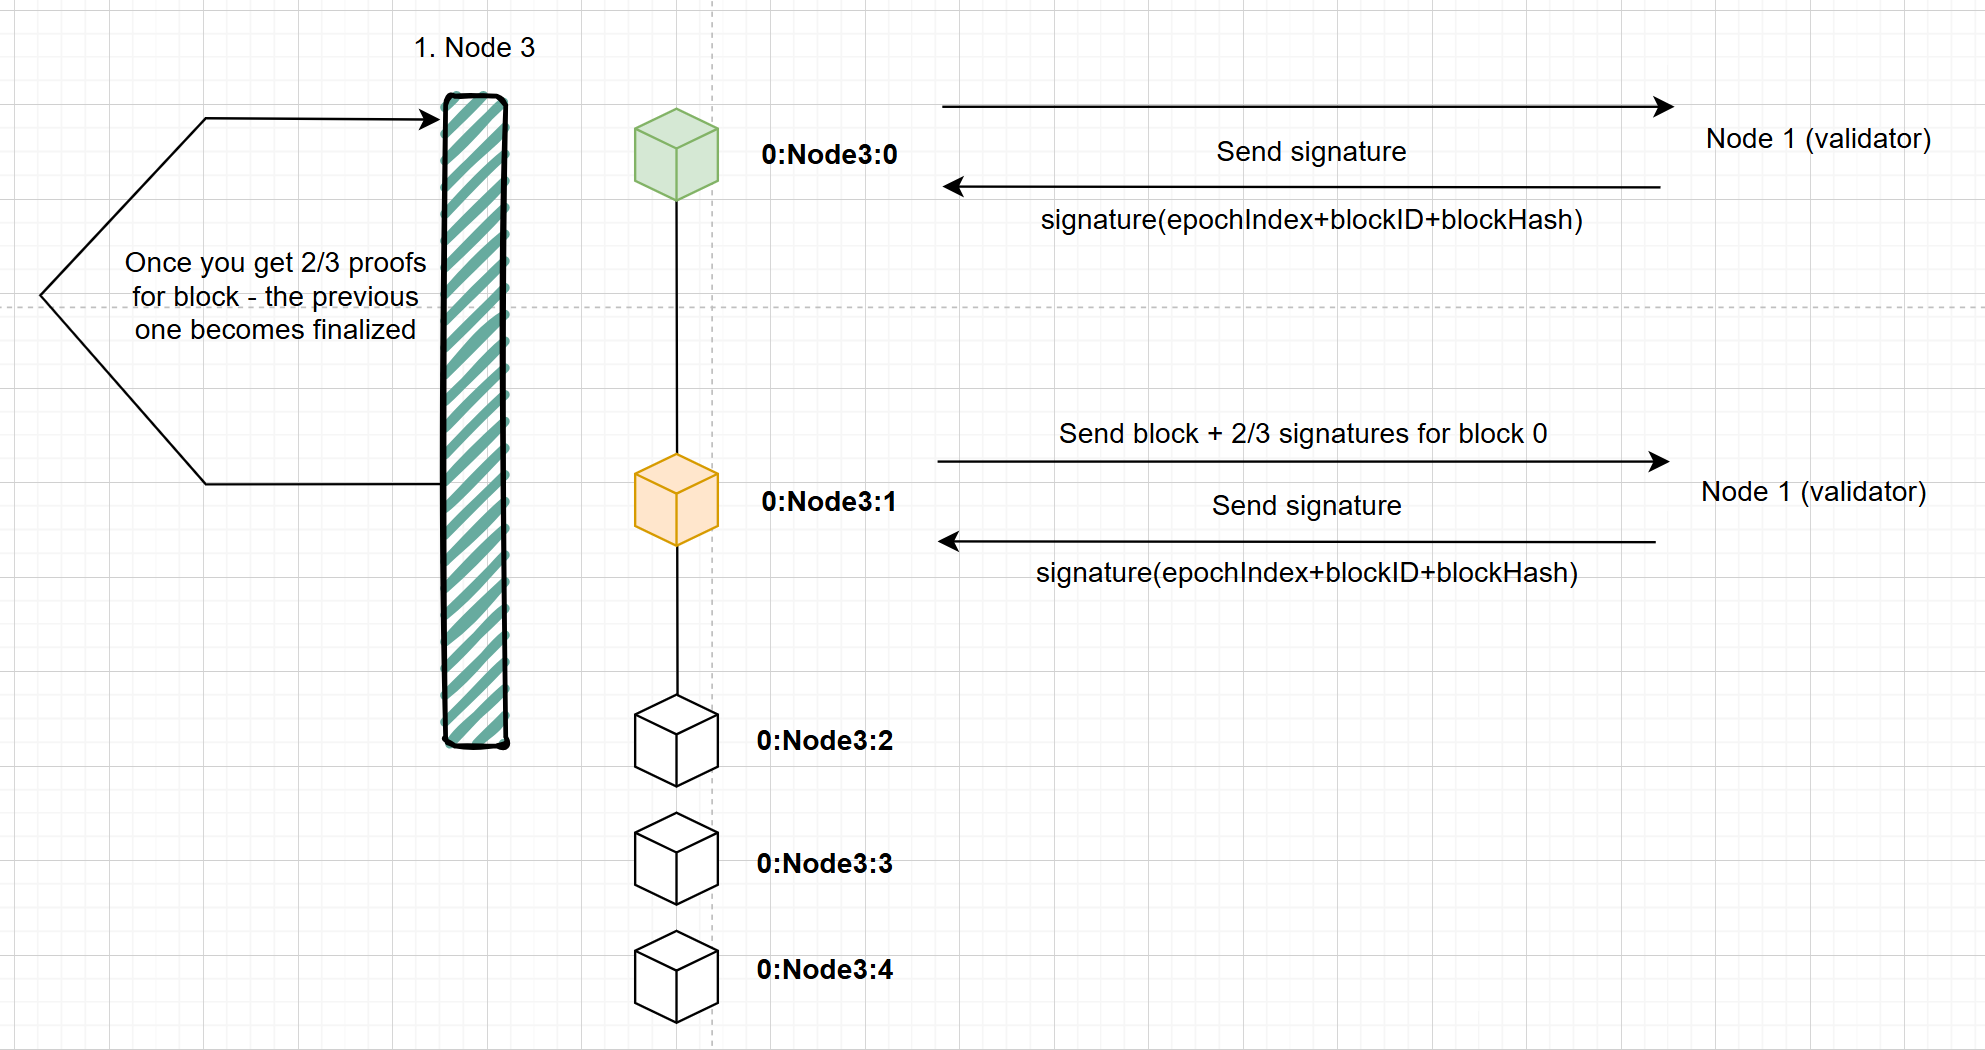 1. Node 3
0:Node3:0
Send signature
Node 1 (validator)
signature(epochIndex+blockID+blockHash)
Once you get 2/3 proofs
for block - the previous
one becomes finalized
Send block + 2/3 signatures for block 0
0:Node3:1
Send signature
Node 1 (validator)
signature(epochIndex+blockID+blockHash)
0:Node3:2
0:Node3:3
0:Node3:4